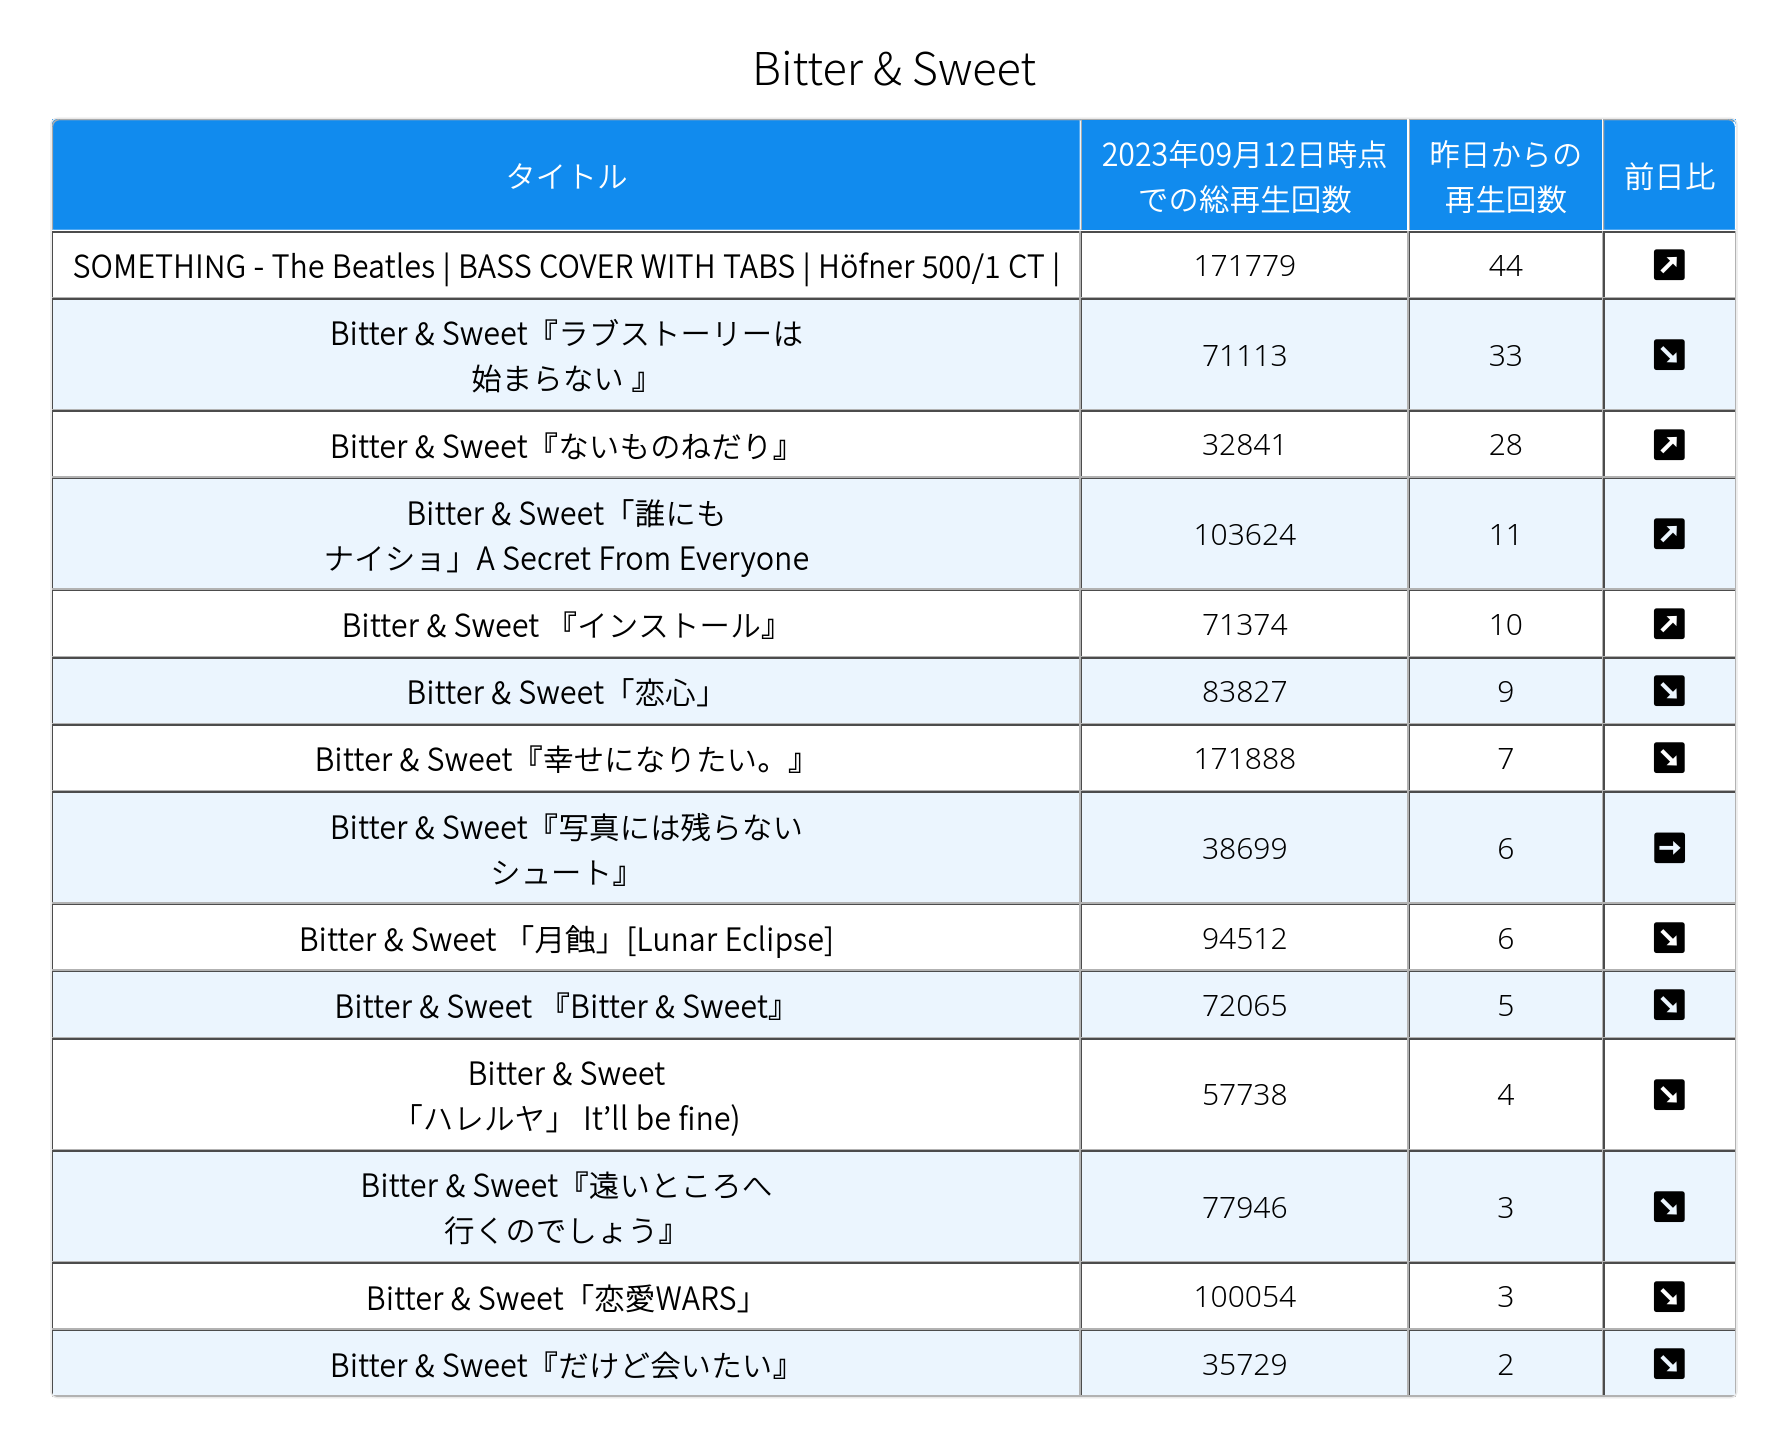 Bitter & Sweet
タイトル
2023年09月12日時点
での総再生回数
昨日からの
再生回数
前日比
SOMETHING - The Beatles | BASS COVER WITH TABS | Höfner 500/1 CT |
171779
44
Bitter & Sweet『ラブストーリーは
始まらない 』
71113
33
Bitter & Sweet『ないものねだり』
32841
28
Bitter & Sweet「誰にも
ナイショ」A Secret From Everyone
103624
11
Bitter & Sweet 『インストール』
71374
10
Bitter & Sweet「恋心」
83827
9
Bitter & Sweet『幸せになりたい。』
171888
7
Bitter & Sweet『写真には残らない
シュート』
38699
6
Bitter & Sweet 「月蝕」[Lunar Eclipse]
94512
6
Bitter & Sweet 『Bitter & Sweet』
72065
5
Bitter & Sweet
「ハレルヤ」 It’ll be fine)
57738
4
Bitter & Sweet『遠いところへ
行くのでしょう』
77946
3
Bitter & Sweet「恋愛WARS」
100054
3
Bitter & Sweet『だけど会いたい』
35729
2